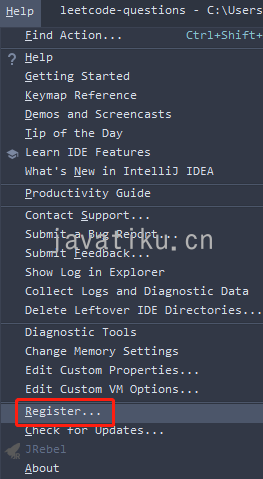 Help leetcode-questions - C:\Users
Find Action... Ctrl+Shift+
? Help
Getting Started
Keymap Reference
Demos and Screencasts
Tip of the Day
Learn IDE Features
What's New in IntelliJ IDEA
Productivity Guide
Contact Support...
Submit a Bug Report...
javatiku.cn
Submit Feedback...
Show Log in Explorer
Collect Logs and Diagnostic Data
Delete Leftover IDE Directories...
Diagnostic Tools
Change Memory Settings
Edit Custom Properties...
Edit Custom VM Options...
Register...
Check for Updates...
JRebel
About